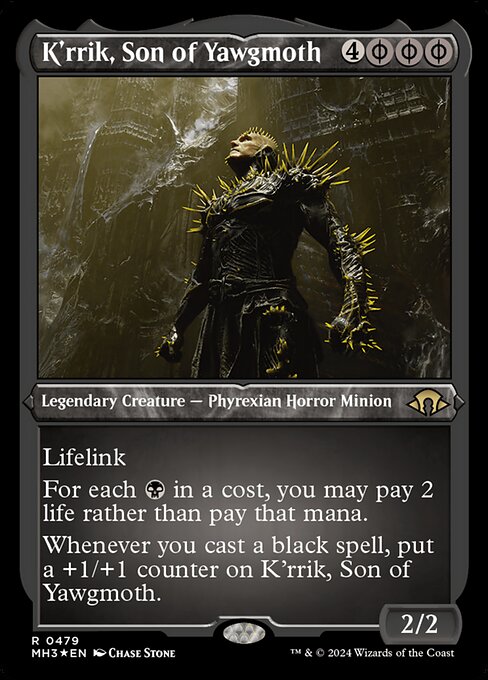 K'rrik, Son of Yawgmoth 4
Legendary Creature — Phyrexian Horror Minion
Lifelink
For each in a cost, you may pay 2
life rather than pay that mana.
Whenever you cast a black spell, put
a +1/+1 counter on K'rrik, Son of
Yawgmoth.
2/2
R 0479
MH3★EN Chase Stone
™ & © 2024 Wizards of the Coast